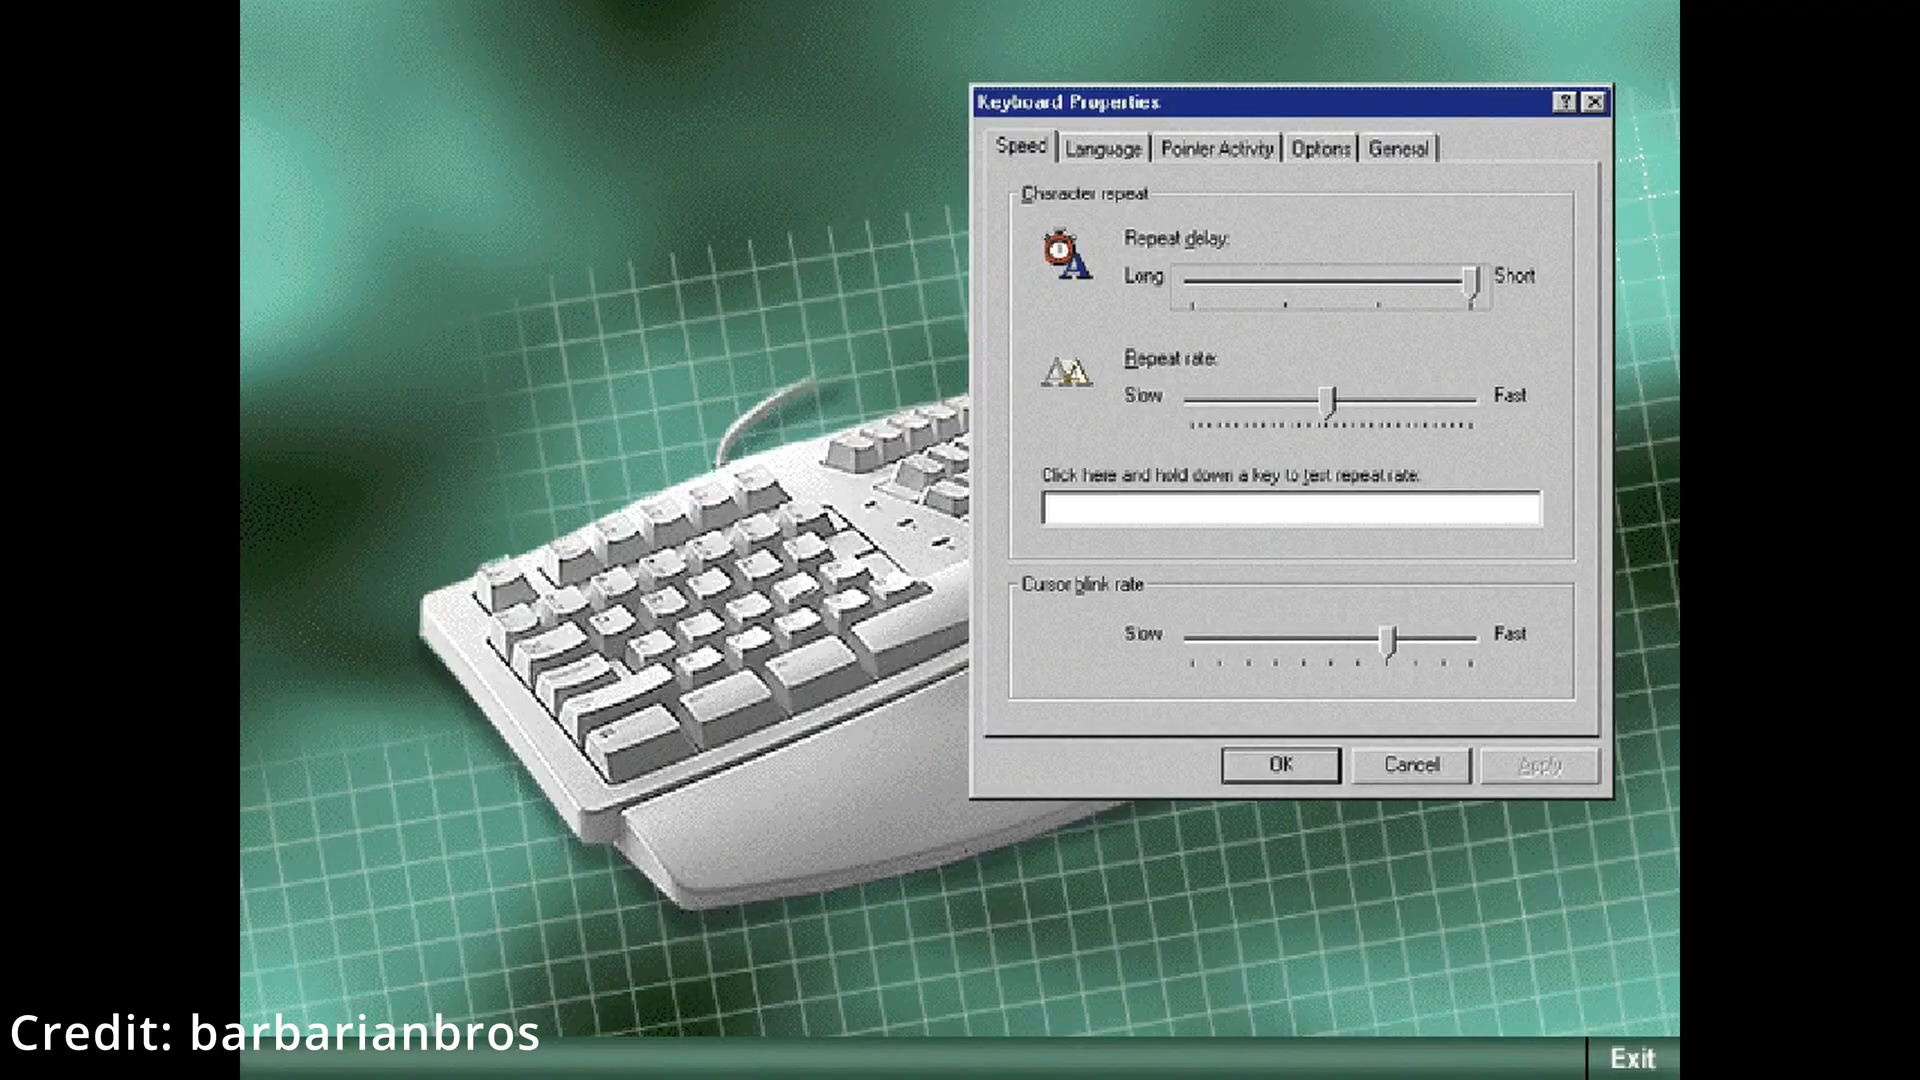 Keyboard Properties
Speed Language Pointer Activity Options General
Character repeat
Repeat delay:
Long Short
Repeat rate:
Slow Fast
Click here and hold down a key to test repeat rate:
Cursor blink rate
Slow Fast
OK Cancel Apply
Credit: barbarianbros
Exit